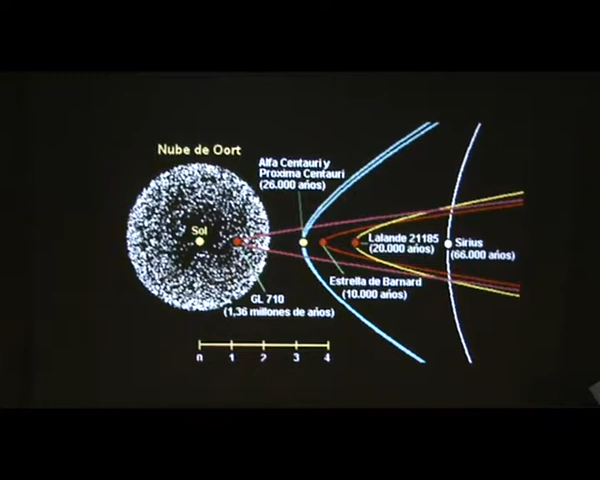 Nube de Oort
Alfa Centauri y
Proxima Centauri
(26.000 años)
Sol
Lalande 21185
(20.000 años)
Sirius
(66.000 años)
Estrella de Barnard
(10.000 años)
GL 710
(1,36 millones de años)
0 1 2 3 4